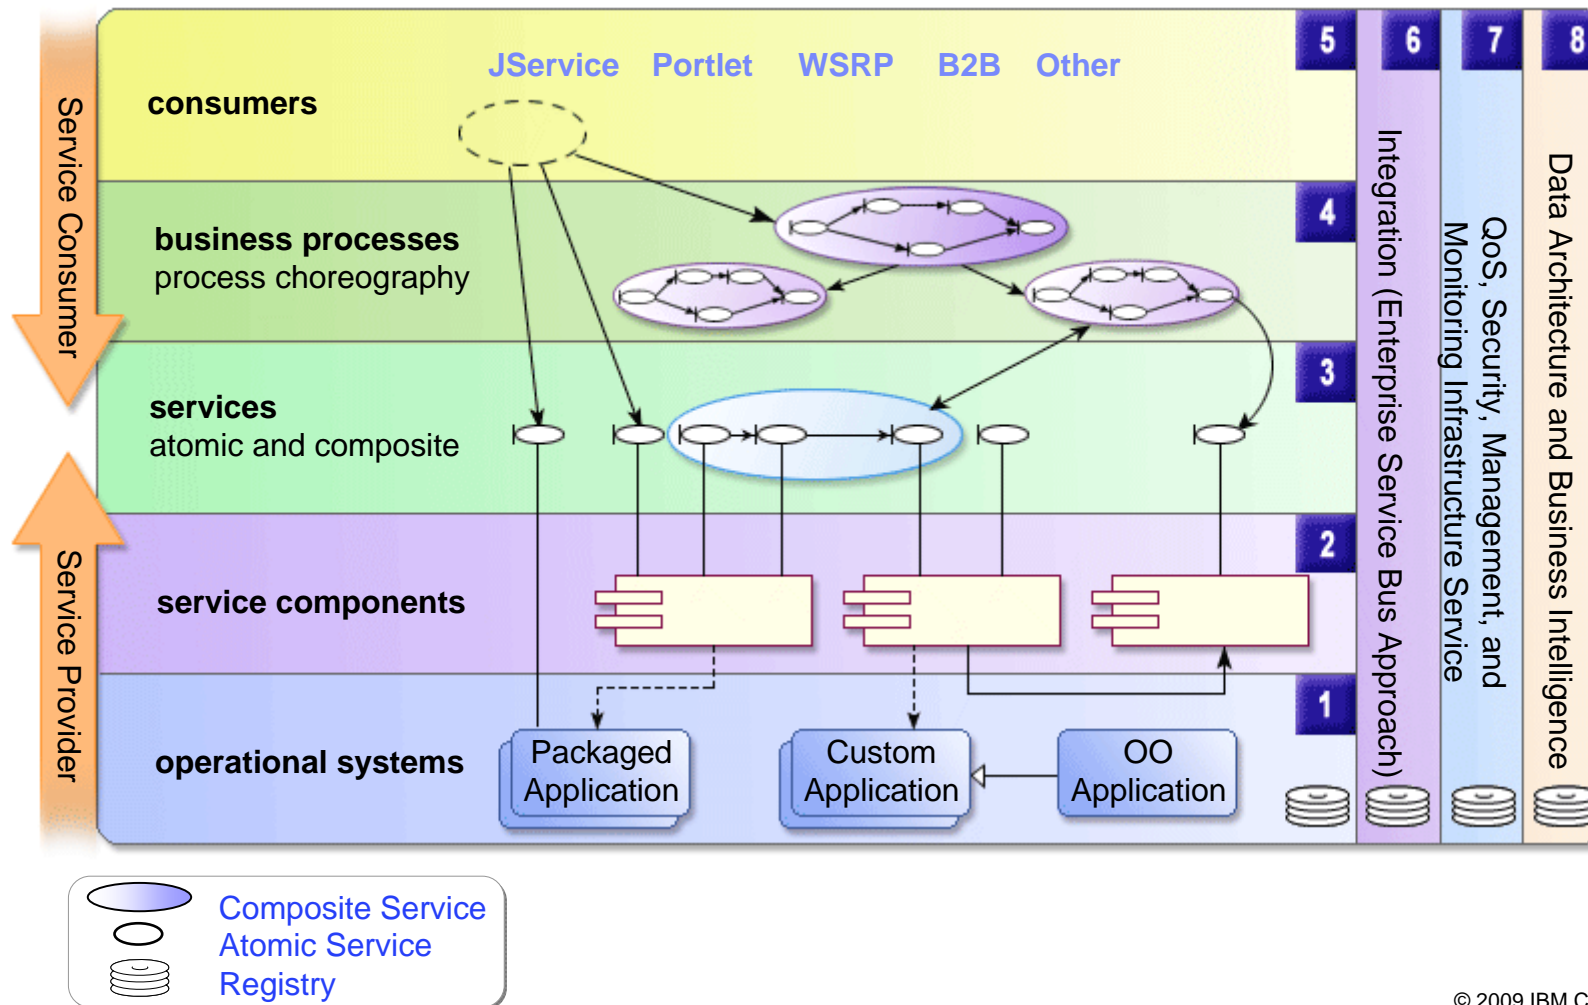 JService Portlet WSRP B2B Other
consumers
5
6
7
8
business processes
process choreography
4
services
atomic and composite
3
service components
2
operational systems
1
Packaged
Application
Custom
Application
OO
Application
Service Consumer
Service Provider
Integration (Enterprise Service Bus Approach)
QoS, Security, Management, and
Monitoring Infrastructure Service
Data Architecture and Business Intelligence
Composite Service
Atomic Service
Registry
© 2009 IBM C